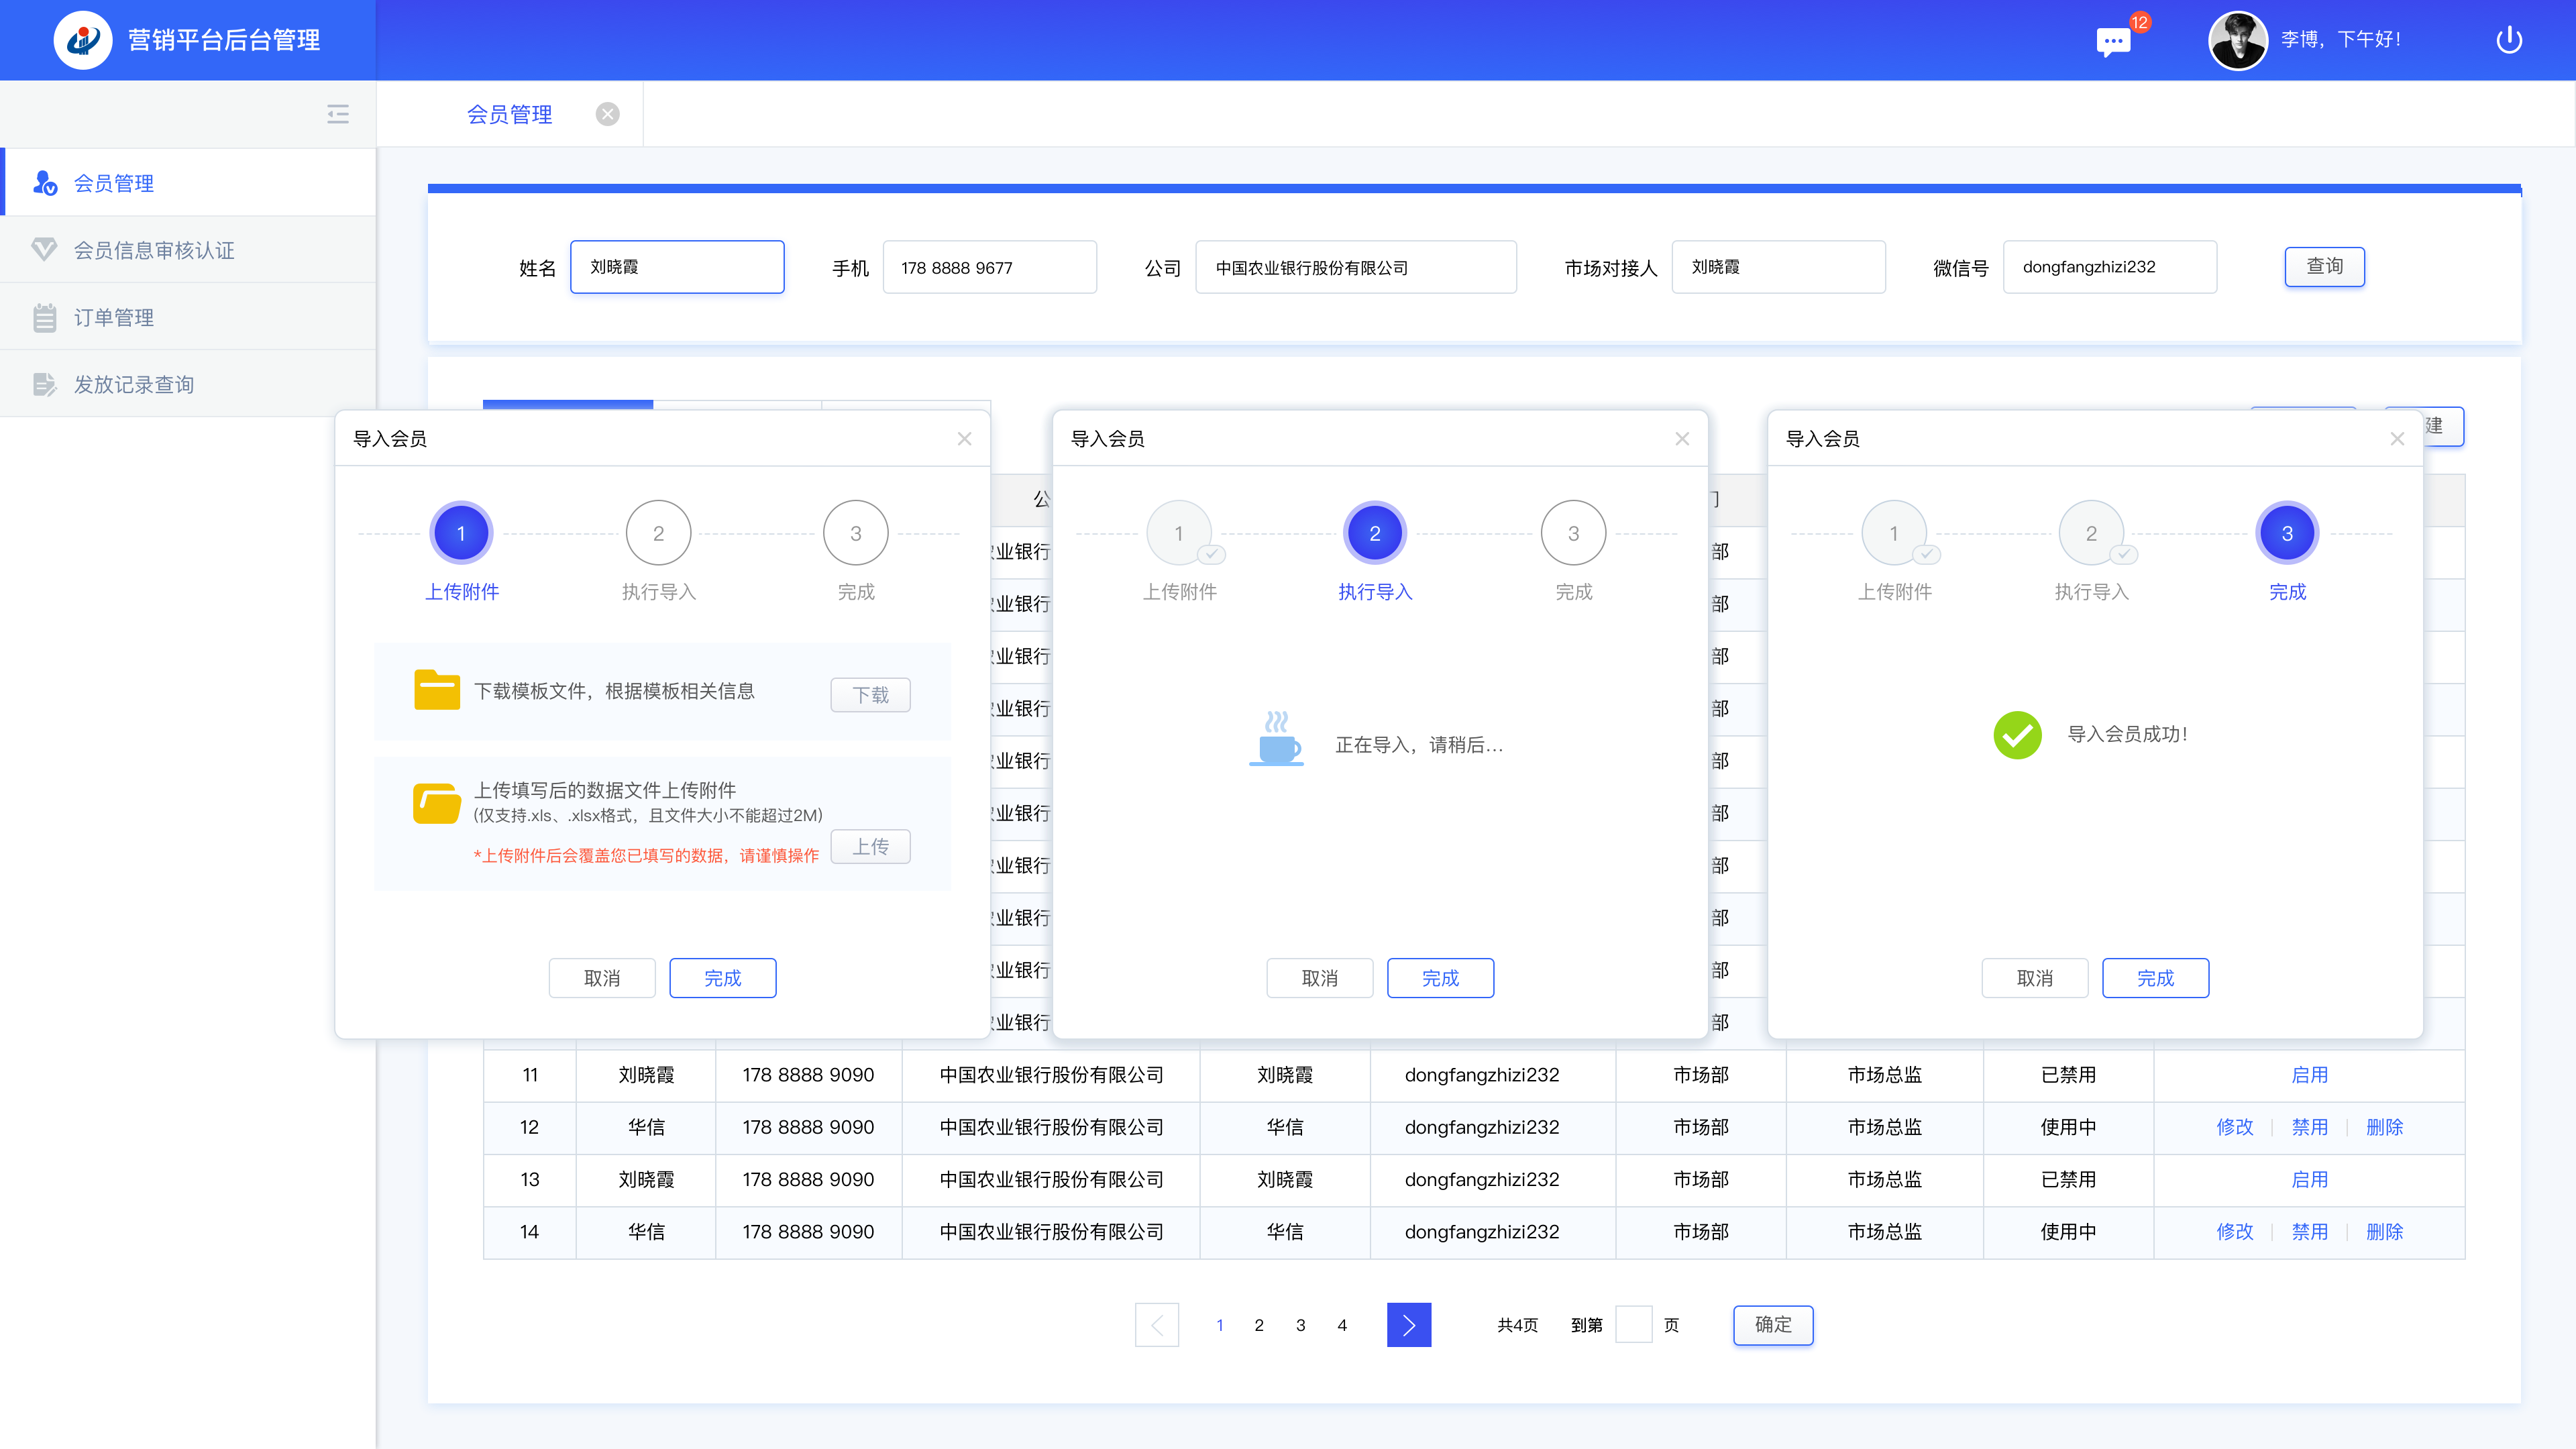 营销平台后台管理
12
李博，下午好！
会员管理
会员管理
会员信息审核认证
订单管理
发放记录查询
姓名 刘晓霞 手机 178 8888 9677 公司 中国农业银行股份有限公司 市场对接人 刘晓霞 微信号 dongfangzhizi232 查询
建
导入会员
1 2 3
上传附件 执行导入 完成
下载模板文件，根据模板相关信息 下载
上传填写后的数据文件上传附件
(仅支持.xls、.xlsx格式，且文件大小不能超过2M)
*上传附件后会覆盖您已填写的数据，请谨慎操作 上传
取消 完成
导入会员
1 2 3
上传附件 执行导入 完成
正在导入，请稍后...
取消 完成
导入会员
1 2 3
上传附件 执行导入 完成
导入会员成功！
取消 完成
公
业银行 部
业银行 部
业银行 部
业银行 部
业银行 部
业银行 部
业银行 部
业银行 部
业银行 部
业银行 部
11 刘晓霞 178 8888 9090 中国农业银行股份有限公司 刘晓霞 dongfangzhizi232 市场部 市场总监 已禁用 启用
12 华信 178 8888 9090 中国农业银行股份有限公司 华信 dongfangzhizi232 市场部 市场总监 使用中 修改 禁用 删除
13 刘晓霞 178 8888 9090 中国农业银行股份有限公司 刘晓霞 dongfangzhizi232 市场部 市场总监 已禁用 启用
14 华信 178 8888 9090 中国农业银行股份有限公司 华信 dongfangzhizi232 市场部 市场总监 使用中 修改 禁用 删除
1 2 3 4 共4页 到第 页 确定